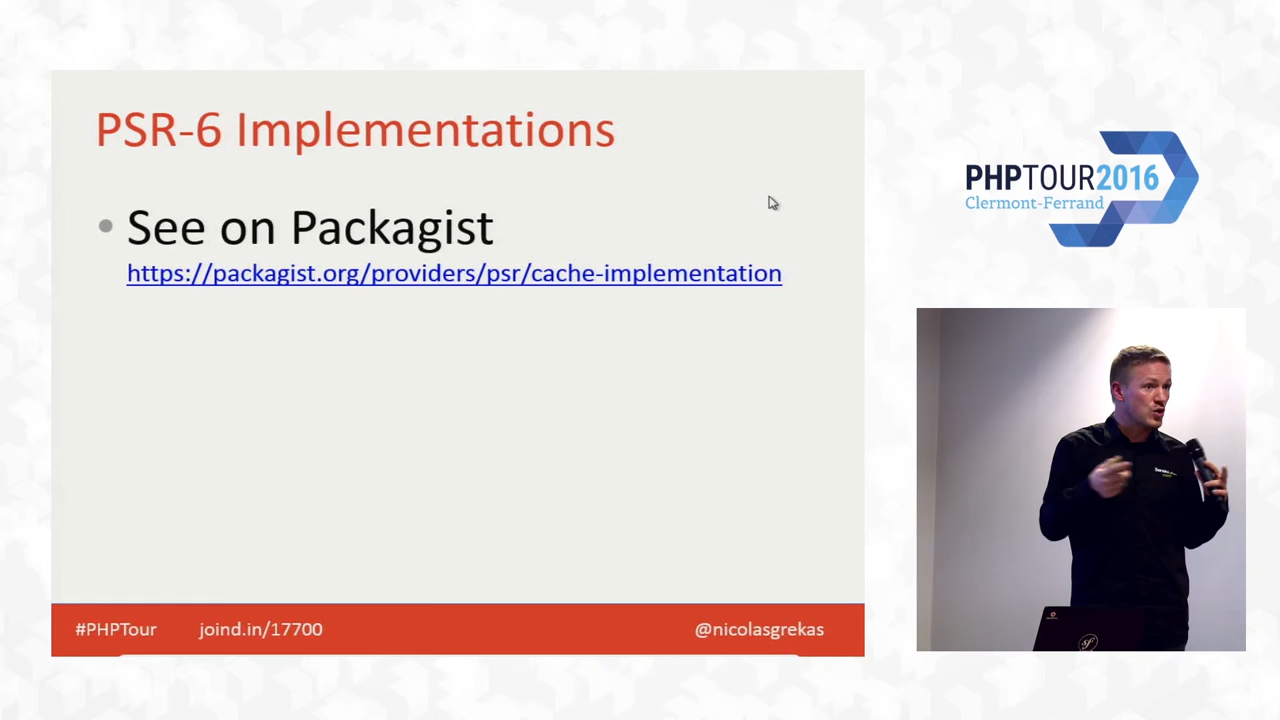 PSR-6 Implementations
• See on Packagist
https://packagist.org/providers/psr/cache-implementation
#PHPTour joind.in/17700 @nicolasgrekas
PHPTOUR2016
Clermont-Ferrand
sf